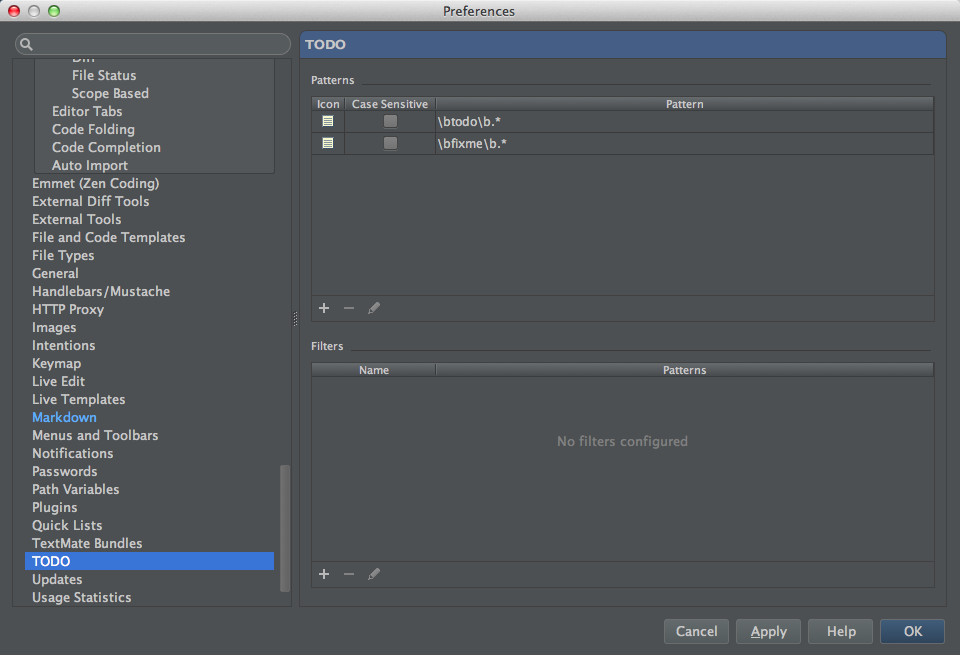 Preferences
Diff
File Status
Scope Based
Editor Tabs
Code Folding
Code Completion
Auto Import
Emmet (Zen Coding)
External Diff Tools
External Tools
File and Code Templates
File Types
General
Handlebars/Mustache
HTTP Proxy
Images
Intentions
Keymap
Live Edit
Live Templates
Markdown
Menus and Toolbars
Notifications
Passwords
Path Variables
Plugins
Quick Lists
TextMate Bundles
TODO
Updates
Usage Statistics
TODO
Patterns
Icon Case Sensitive Pattern
\btodo\b.*
\bfixme\b.*
Filters
Name Patterns
No filters configured
Cancel Apply Help OK